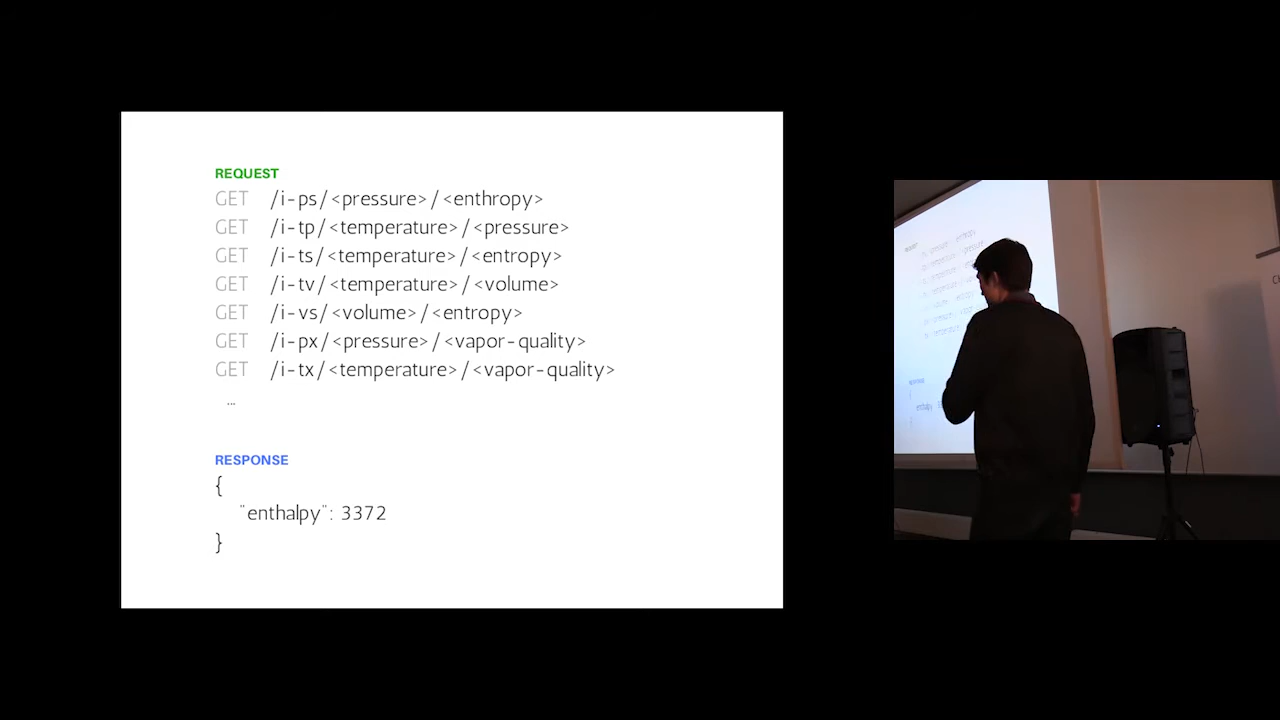 REQUEST
GET /i-ps/<pressure>/<enthropy>
GET /i-tp/<temperature>/<pressure>
GET /i-ts/<temperature>/<entropy>
GET /i-tv/<temperature>/<volume>
GET /i-vs/<volume>/<entropy>
GET /i-px/<pressure>/<vapor-quality>
GET /i-tx/<temperature>/<vapor-quality>
...
RESPONSE
{
"enthalpy": 3372
}